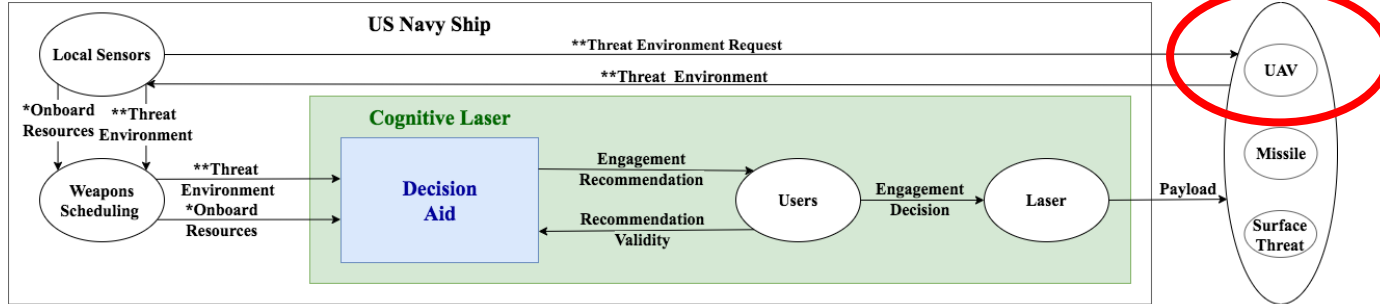 US Navy Ship
Local Sensors
**Threat Environment Request
**Threat Environment
UAV
*Onboard
Resources
**Threat
Environment
Cognitive Laser
Missile
Weapons
Scheduling
**Threat
Environment
*Onboard
Resources
Decision
Aid
Engagement
Recommendation
Recommendation
Validity
Users
Engagement
Decision
Laser
Payload
Surface
Threat